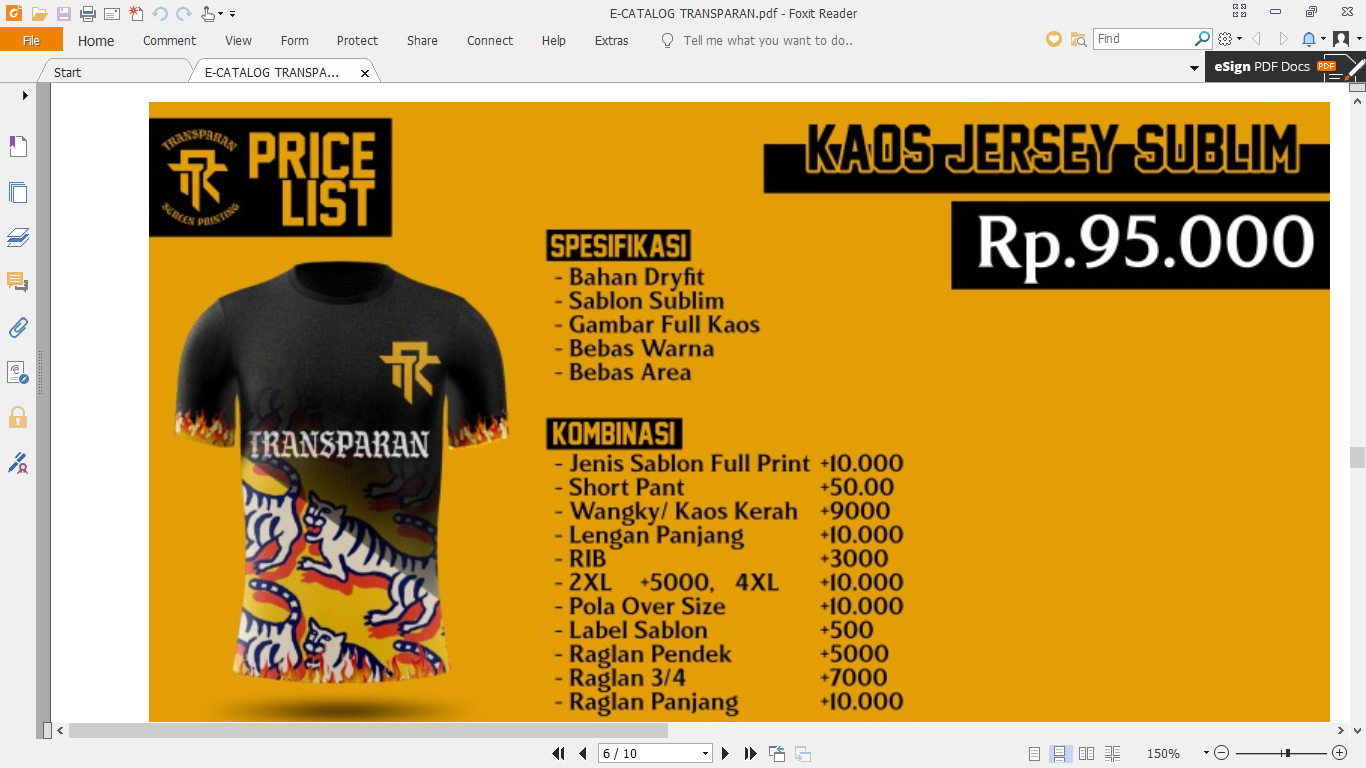 E-CATALOG TRANSPARAN.pdf - Foxit Reader
File Home Comment View Form Protect Share Connect Help Extras Tell me what you want to do.. Find
Start E-CATALOG TRANSPA... eSign PDF Docs PDF
TRANSPARAN
SCREEN PRINTING
PRICE
LIST
KAOS JERSEY SUBLIM
Rp.95.000
SPESIFIKASI
- Bahan Dryfit
- Sablon Sublim
- Gambar Full Kaos
- Bebas Warna
- Bebas Area
TRANSPARAN
KOMBINASI
- Jenis Sablon Full Print +10.000
- Short Pant +50.00
- Wangky/ Kaos Kerah +9000
- Lengan Panjang +10.000
- RIB +3000
- 2XL +5000, 4XL +10.000
- Pola Over Size +10.000
- Label Sablon +500
- Raglan Pendek +5000
- Raglan 3/4 +7000
- Raglan Panjang +10.000
6 / 10 150%